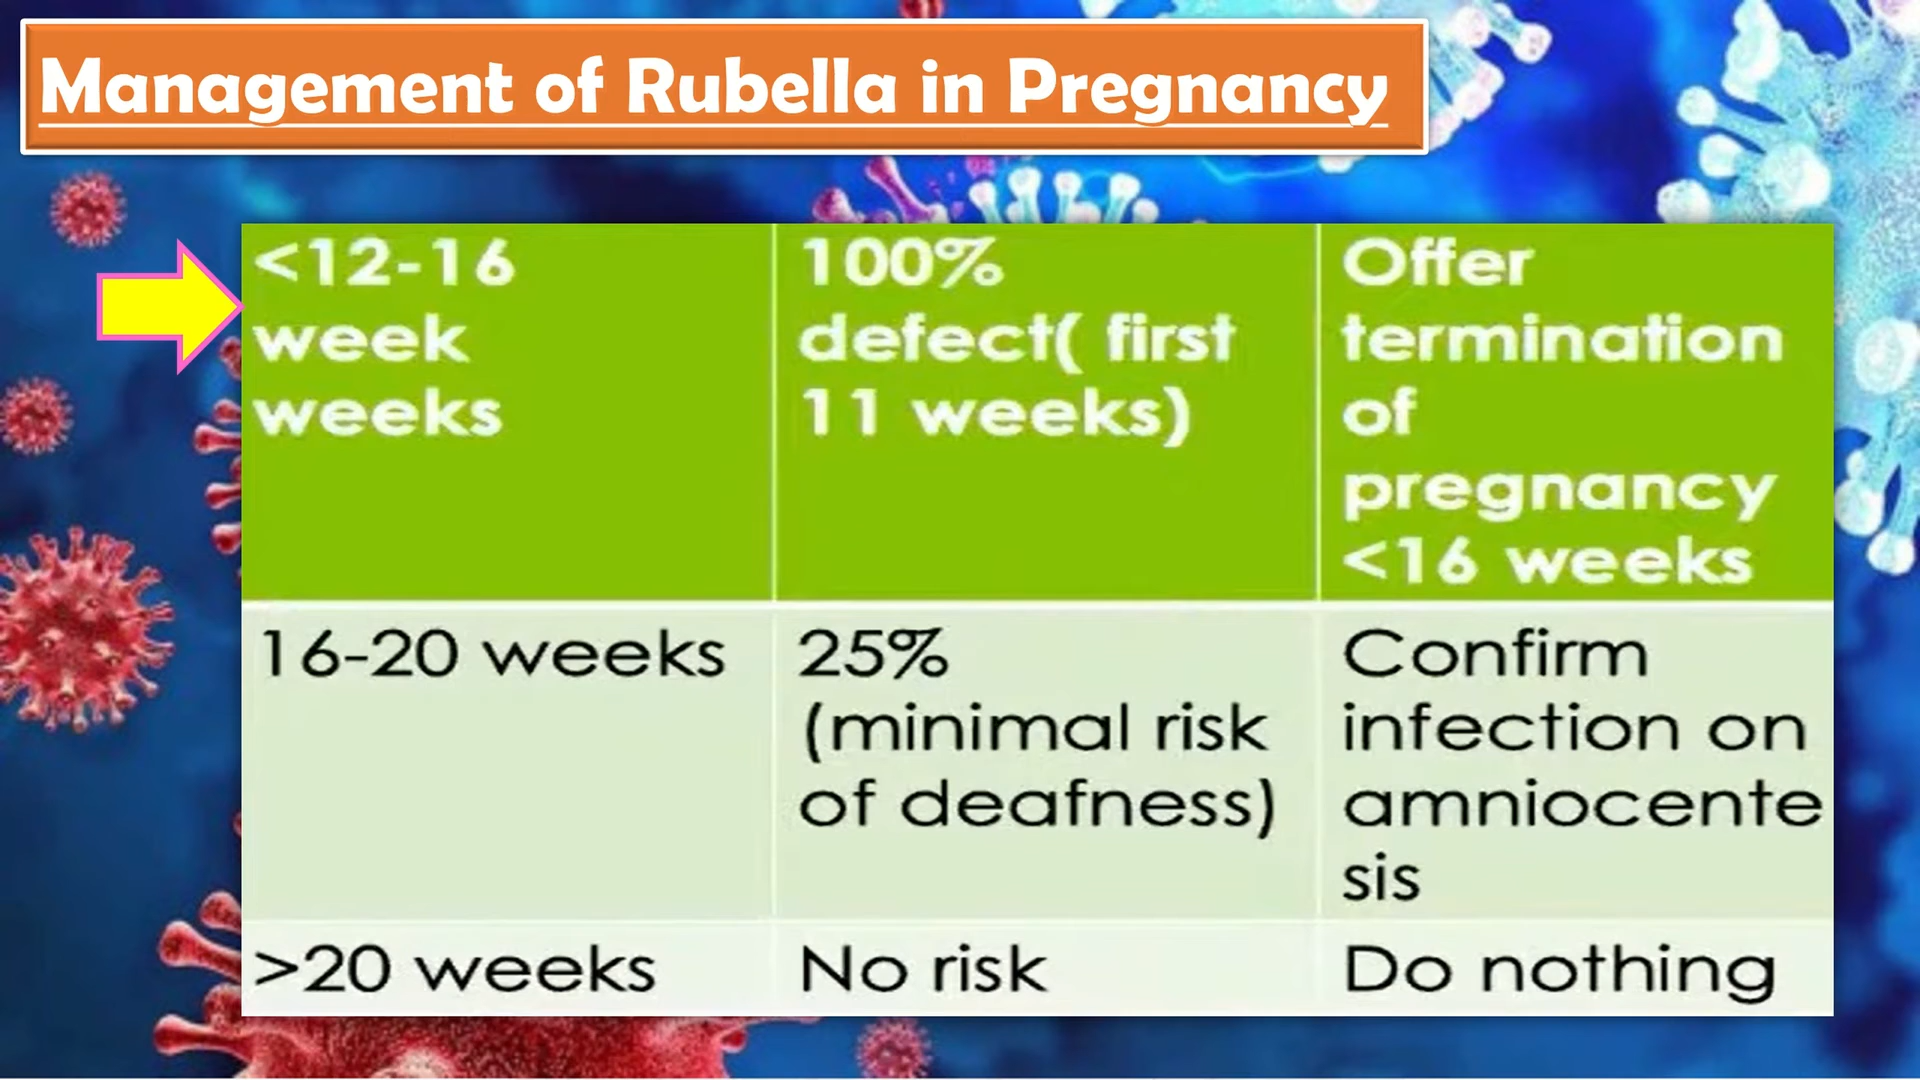 Management of Rubella in Pregnancy
<12-16
week
weeks
100%
defect( first
11 weeks)
Offer
termination
of
pregnancy
<16 weeks
16-20 weeks
25%
(minimal risk
of deafness)
Confirm
infection on
amniocente
sis
>20 weeks
No risk
Do nothing